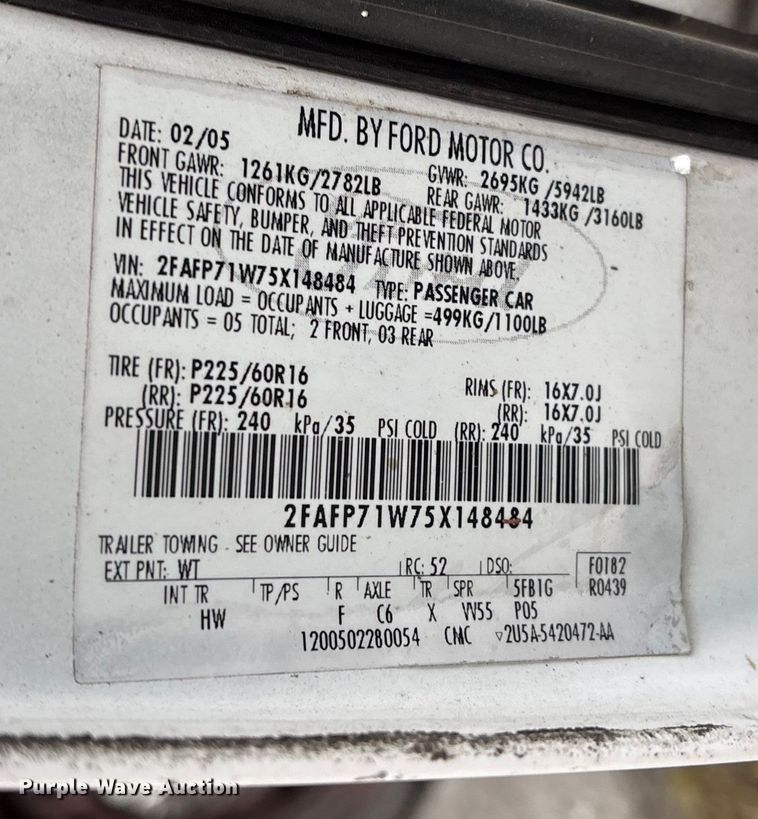 MFD. BY FORD MOTOR CO.
DATE: 02/05 GVWR: 2695KG /5942LB
FRONT GAWR: 1261KG/2782LB REAR GAWR: 1433KG /3160LB
THIS VEHICLE CONFORMS TO ALL APPLICABLE FEDERAL MOTOR
VEHICLE SAFETY, BUMPER, AND THEFT PREVENTION STANDARDS
IN EFFECT ON THE DATE OF MANUFACTURE SHOWN ABOVE.
VIN: 2FAFP71W75X148484 TYPE: PASSENGER CAR
MAXIMUM LOAD = OCCUPANTS + LUGGAGE =499KG/1100LB
OCCUPANTS = 05 TOTAL; 2 FRONT, 03 REAR
TIRE (FR): P225/60R16 RIMS (FR): 16X7.0J
(RR): P225/60R16 (RR): 16X7.0J
PRESSURE (FR): 240 kPa/35 PSI COLD (RR): 240 kPa/35 PSI COLD
2FAFP71W75X148484
TRAILER TOWING - SEE OWNER GUIDE
EXT PNT: WT RC: 52 DSO: F0182
INT TR TP/PS R AXLE TR SPR 5FB1G R0439
HW F C6 X VV55 P05
1200502280054 CMC ▽2U5A-5420472-AA
Purple Wave Auction